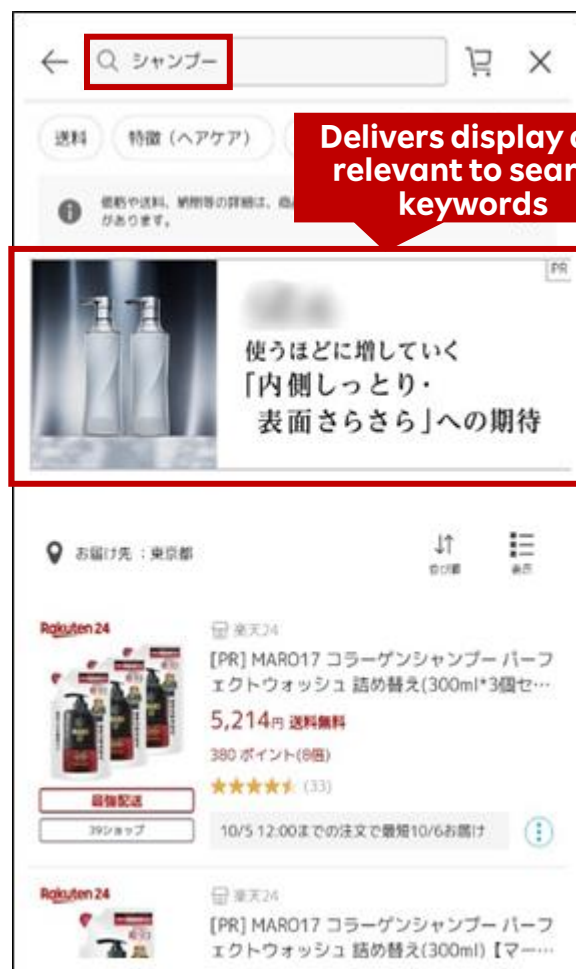 シャンプー
送料
特徴（ヘアケア）
Delivers display
relevant to sear
keywords
価格や送料、納期等の詳細は、商
があります。
PR
使うほどに増していく
「内側しっとり・
表面さらさら」への期待
お届け先：東京都
並び順
表示
Rakuten 24
楽天24
[PR] MARO17 コラーゲンシャンプー パーフ
ェクトウォッシュ 詰め替え(300ml*3個セ…
5,214円 送料無料
380 ポイント(8倍)
(33)
最強配送
39ショップ
10/5 12:00までの注文で最短10/6お届け
Rakuten 24
楽天24
[PR] MARO17 コラーゲンシャンプー パーフ
ェクトウォッシュ 詰め替え(300ml)【マー…